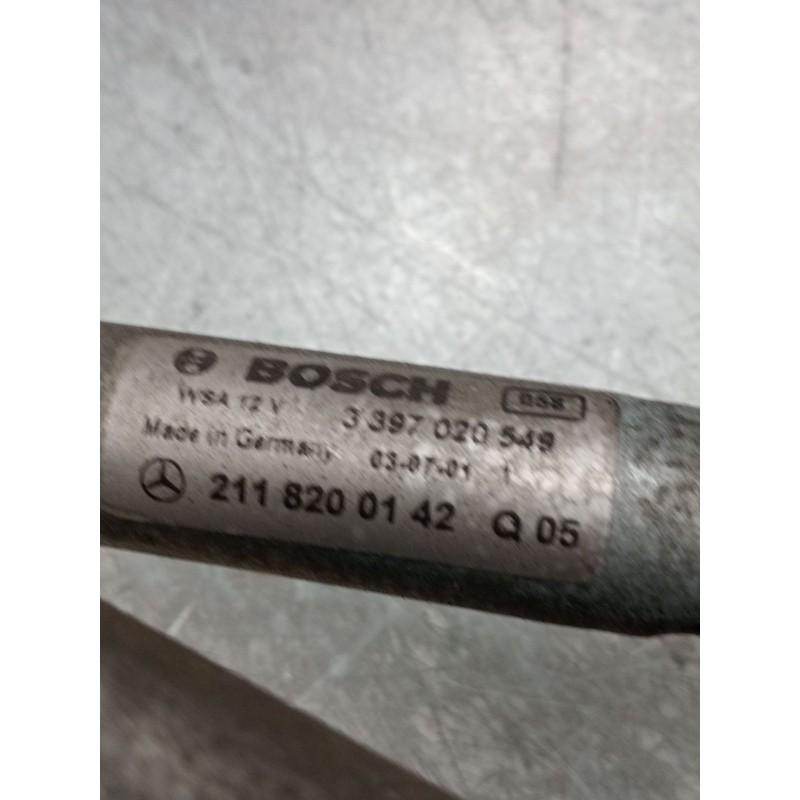 BOSCH
WSA 12 V 3 397 020 549
Made in Germany 03-07-01 1
211 820 01 42 Q 05